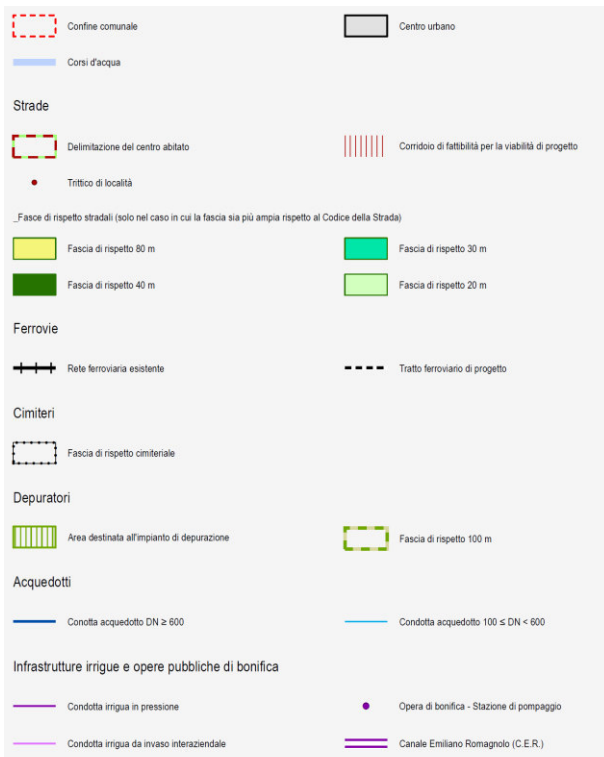 Confine comunale
Centro urbano
Corsi d'acqua
Strade
Delimitazione del centro abitato
Corridoio di fattibilità per la viabilità di progetto
Trittico di località
_Fasce di rispetto stradali (solo nel caso in cui la fascia sia più ampia rispetto al Codice della Strada)
Fascia di rispetto 80 m
Fascia di rispetto 30 m
Fascia di rispetto 40 m
Fascia di rispetto 20 m
Ferrovie
Rete ferroviaria esistente
Tratto ferroviario di progetto
Cimiteri
Fascia di rispetto cimiteriale
Depuratori
Area destinata all'impianto di depurazione
Fascia di rispetto 100 m
Acquedotti
Conotta acquedotto DN ≥ 600
Condotta acquedotto 100 ≤ DN < 600
Infrastrutture irrigue e opere pubbliche di bonifica
Condotta irrigua in pressione
Opera di bonifica - Stazione di pompaggio
Condotta irrigua da invaso interaziendale
Canale Emiliano Romagnolo (C.E.R.)